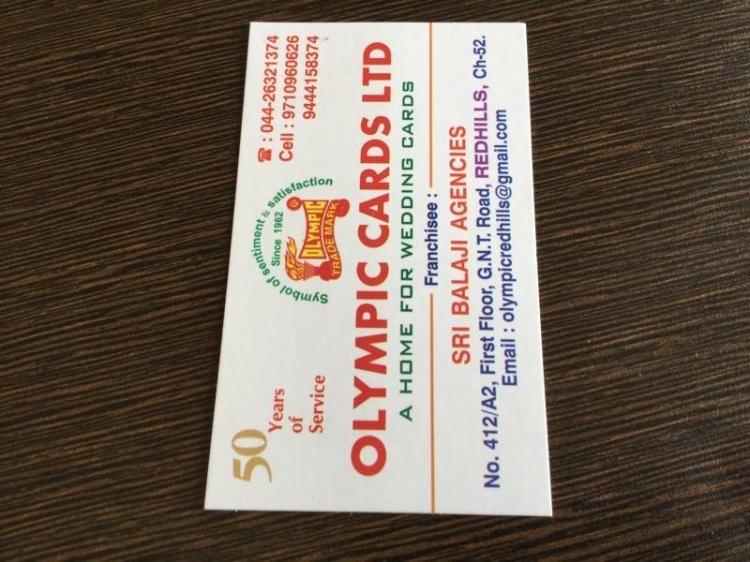 50
Years
of
Service
Symbol of sentiment & satisfaction
Since 1962
OLYMPIC
TRADE MARK
☎ : 044-26321374
Cell : 9710960626
9444158374
OLYMPIC CARDS LTD
A HOME FOR WEDDING CARDS
Franchisee :
SRI BALAJI AGENCIES
No. 412/A2, First Floor, G.N.T. Road, REDHILLS, Ch-52.
Email : olympicredhills@gmail.com